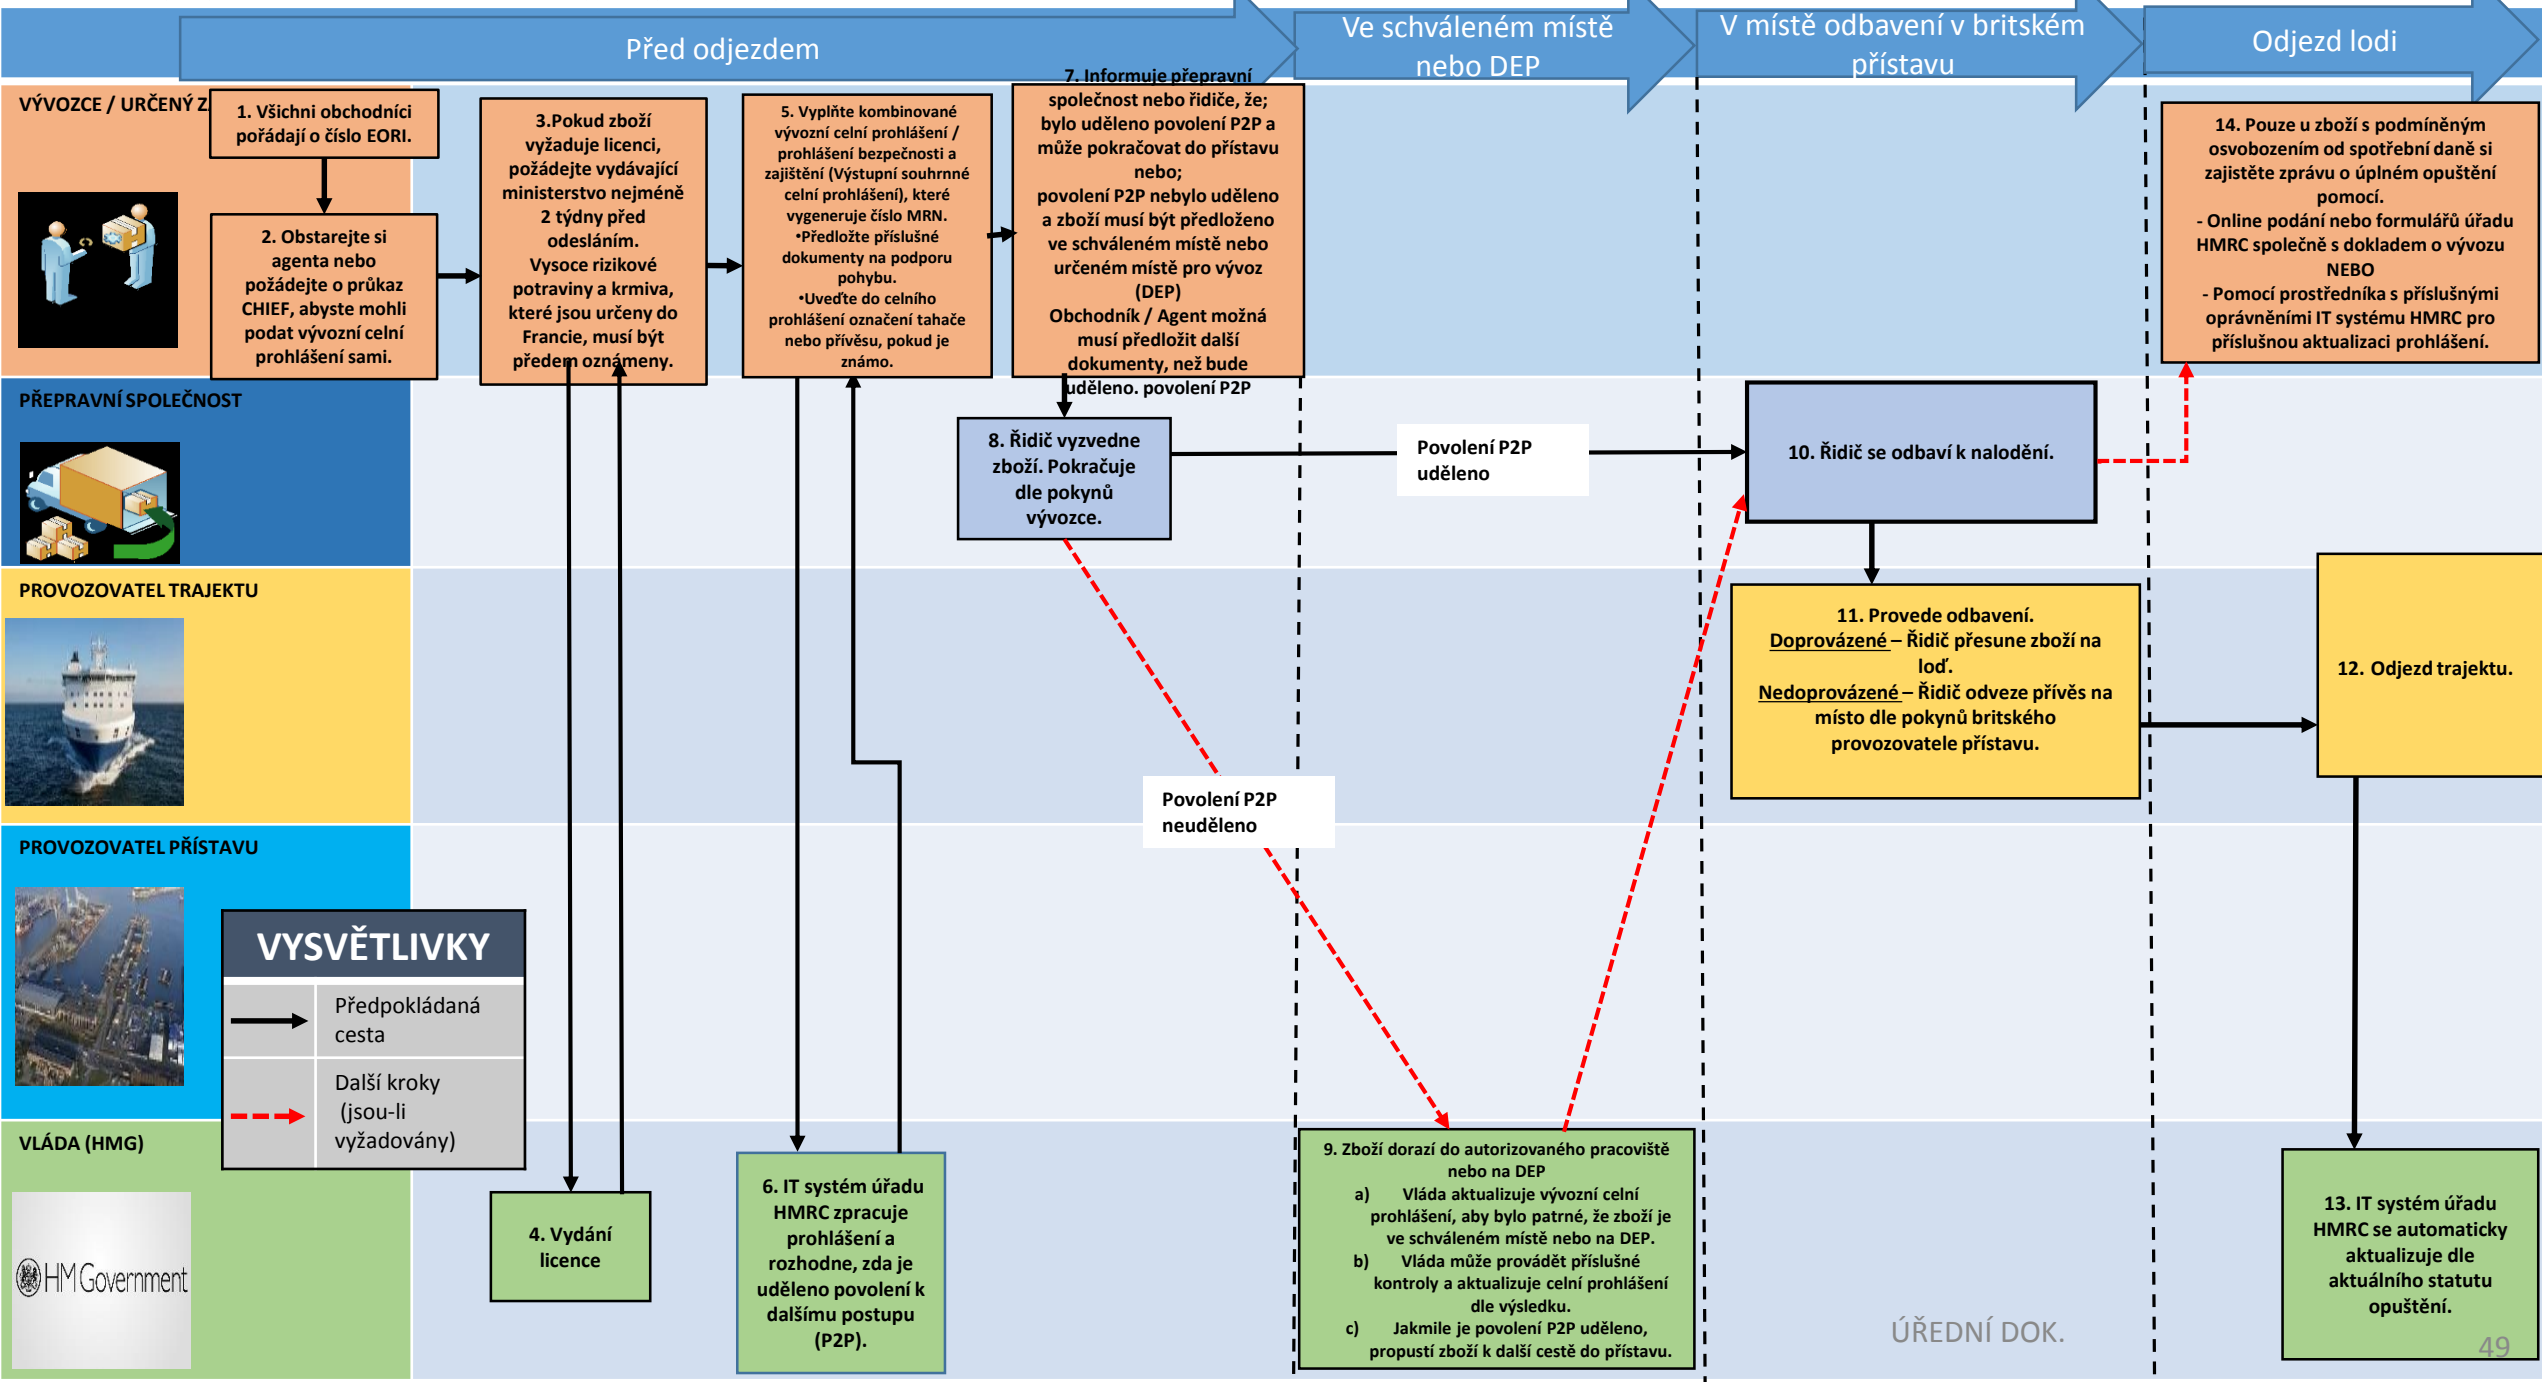 Před odjezdem
Ve schváleném místě
nebo DEP
V místě odbavení v britském
přístavu
Odjezd lodi
VÝVOZCE / URČENÝ
1. Všichni obchodníci
pořádají o číslo EORI.
2. Obstarejte si
agenta nebo
požádejte o průkaz
CHIEF, abyste mohli
podat vývozní celní
prohlášení sami.
3.Pokud zboží
vyžaduje licenci,
požádejte vydávající
ministerstvo nejméně
2 týdny před
odesláním.
Vysoce rizikové
potraviny a krmiva,
které jsou určeny do
Francie, musí být
předem oznámeny.
5. Vyplňte kombinované
vývozní celní prohlášení /
prohlášení bezpečnosti a
zajištění (Výstupní souhrnné
celní prohlášení), které
vygeneruje číslo MRN.
•Předložte příslušné
dokumenty na podporu
pohybu.
•Uveďte do celního
prohlášení označení tahače
nebo přívěsu, pokud je
známo.
7. Informuje přepravní
společnost nebo řidiče, že;
bylo uděleno povolení P2P a
může pokračovat do přístavu
nebo;
povolení P2P nebylo uděleno
a zboží musí být předloženo
ve schváleném místě nebo
určeném místě pro vývoz
(DEP)
Obchodník / Agent možná
musí předložit další
dokumenty, než bude
uděleno. povolení P2P
14. Pouze u zboží s podmíněným
osvobozením od spotřební daně si
zajistěte zprávu o úplném opuštění
pomocí.
- Online podání nebo formulářů úřadu
HMRC společně s dokladem o vývozu
NEBO
- Pomocí prostředníka s příslušnými
oprávněními IT systému HMRC pro
příslušnou aktualizaci prohlášení.
PŘEPRAVNÍ SPOLEČNOST
8. Řidič vyzvedne
zboží. Pokračuje
dle pokynů
vývozce.
Povolení P2P
uděleno
10. Řidič se odbaví k nalodění.
PROVOZOVATEL TRAJEKTU
11. Provede odbavení.
Doprovázené – Řidič přesune zboží na
loď.
Nedoprovázené – Řidič odveze přívěs na
místo dle pokynů britského
provozovatele přístavu.
12. Odjezd trajektu.
Povolení P2P
neuděleno
PROVOZOVATEL PŘÍSTAVU
VYSVĚTLIVKY
Předpokládaná
cesta
Další kroky
(jsou-li
vyžadovány)
VLÁDA (HMG)
HM Government
4. Vydání
licence
6. IT systém úřadu
HMRC zpracuje
prohlášení a
rozhodne, zda je
uděleno povolení k
dalšímu postupu
(P2P).
9. Zboží dorazí do autorizovaného pracoviště
nebo na DEP
a) Vláda aktualizuje vývozní celní
prohlášení, aby bylo patrné, že zboží je
ve schváleném místě nebo na DEP.
b) Vláda může provádět příslušné
kontroly a aktualizuje celní prohlášení
dle výsledku.
c) Jakmile je povolení P2P uděleno,
propustí zboží k další cestě do přístavu.
13. IT systém úřadu
HMRC se automaticky
aktualizuje dle
aktuálního statutu
opuštění.
ÚŘEDNÍ DOK.
49